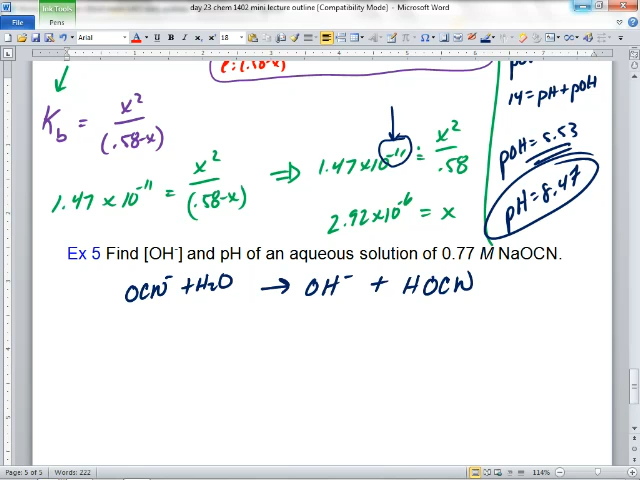 day 23 chem 1402 mini lecture outline [Compatibility Mode] - Microsoft Word
Ink Tools
File
Pens
Arial
18
B I U
14 = pH + pOH
K_b = x² / (.58-x)
pOH = 5.53
pH = 8.47
1.47 x 10⁻¹¹ = x² / (.58-x) ⇒ 1.47 x 10⁻¹¹ = x² / .58
2.92 x 10⁻⁶ = x
Ex 5 Find [OH⁻] and pH of an aqueous solution of 0.77 M NaOCN.
OCN⁻ + H₂O → OH⁻ + HOCN
Page: 5 of 5 Words: 222 114%